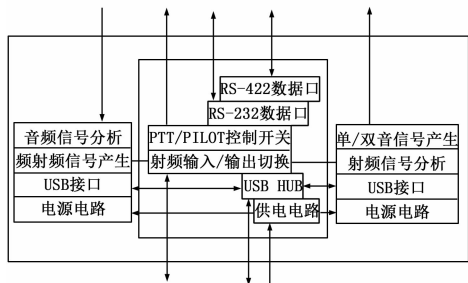 RS-422数据口
RS-232数据口
音频信号分析
频射频信号产生
USB接口
电源电路
PTT/PILOT控制开关
射频输入/输出切换
USB HUB
供电电路
单/双音信号产生
射频信号分析
USB接口
电源电路